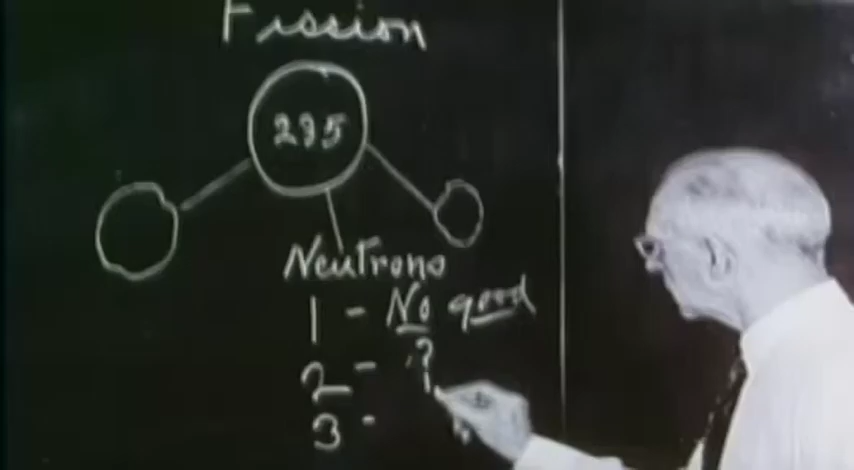 Fission
235
Neutrons
1 - No good
2 - ?
3 -